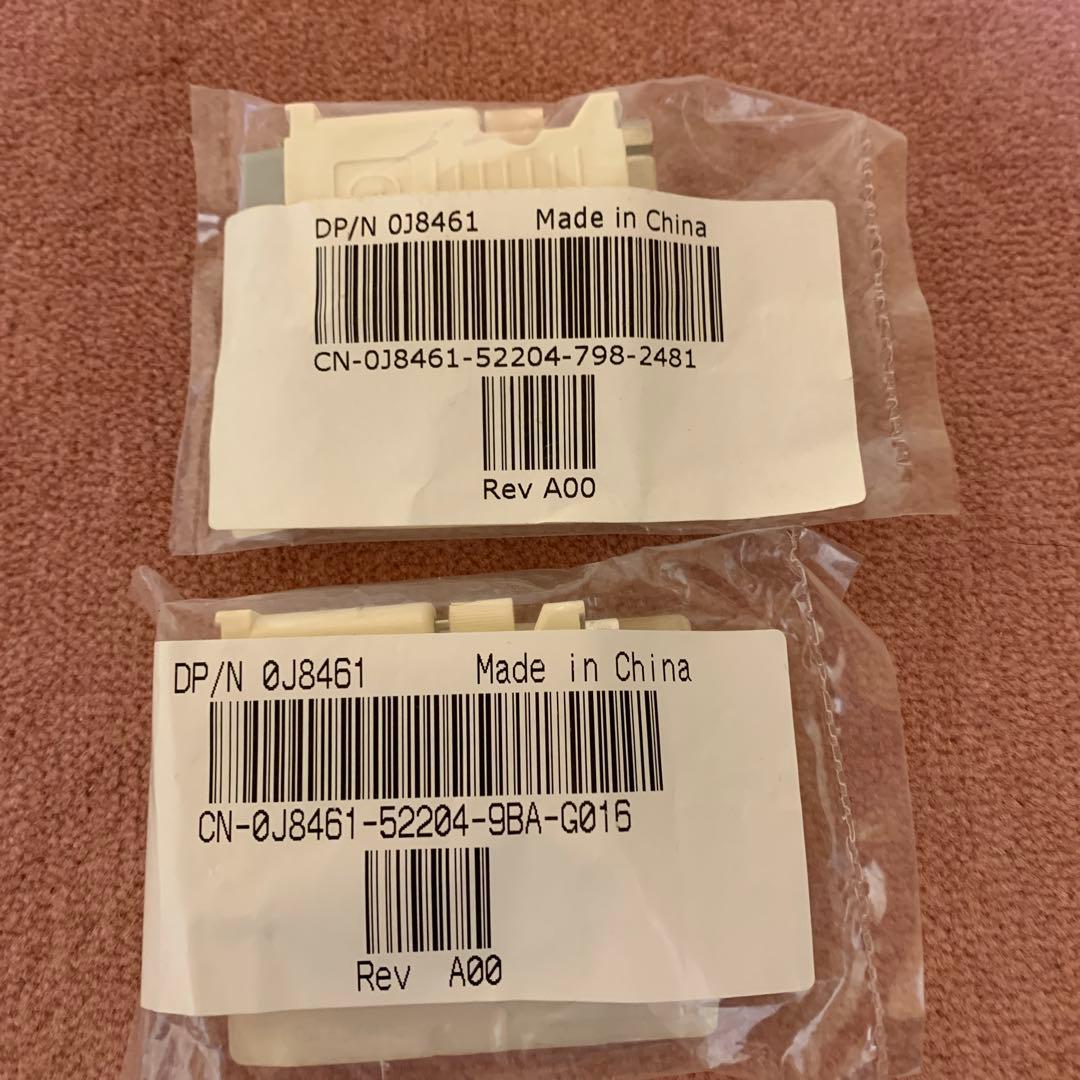 DP/N 0J8461 Made in China
CN-0J8461-52204-798-2481
Rev A00
DP/N 0J8461 Made in China
CN-0J8461-52204-9BA-G016
Rev A00